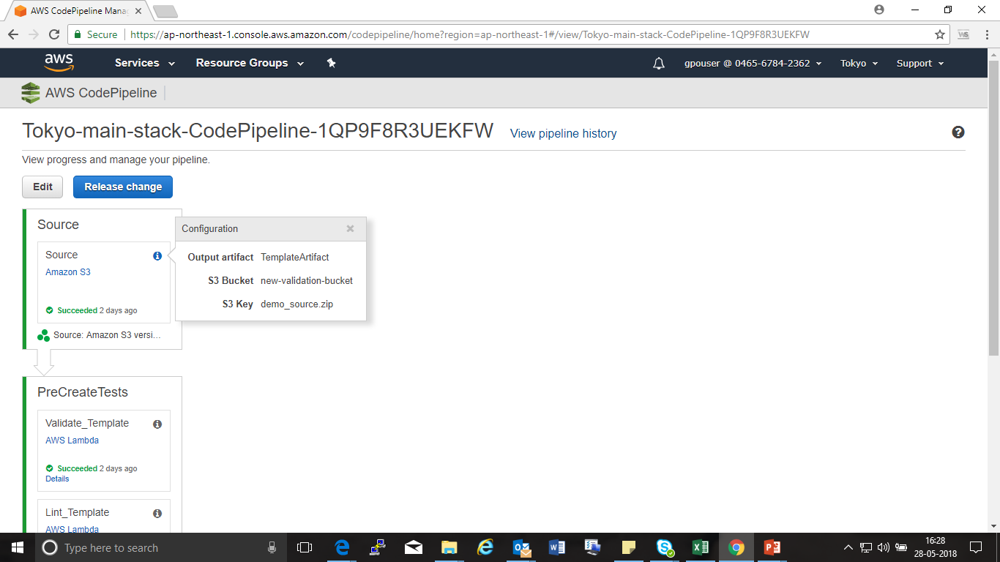 AWS CodePipeline Mana
Secure https://ap-northeast-1.console.aws.amazon.com/codepipeline/home?region=ap-northeast-1#/view/Tokyo-main-stack-CodePipeline-1QP9F8R3UEKFW
aws Services Resource Groups gpouser @ 0465-6784-2362 Tokyo Support
AWS CodePipeline
Tokyo-main-stack-CodePipeline-1QP9F8R3UEKFW View pipeline history
View progress and manage your pipeline.
Edit Release change
Source
Source
Amazon S3
Succeeded 2 days ago
Source: Amazon S3 versi...
Configuration
Output artifact TemplateArtifact
S3 Bucket new-validation-bucket
S3 Key demo_source.zip
PreCreateTests
Validate_Template
AWS Lambda
Succeeded 2 days ago
Details
Lint_Template
AWS Lambda
Type here to search
16:28
28-05-2018